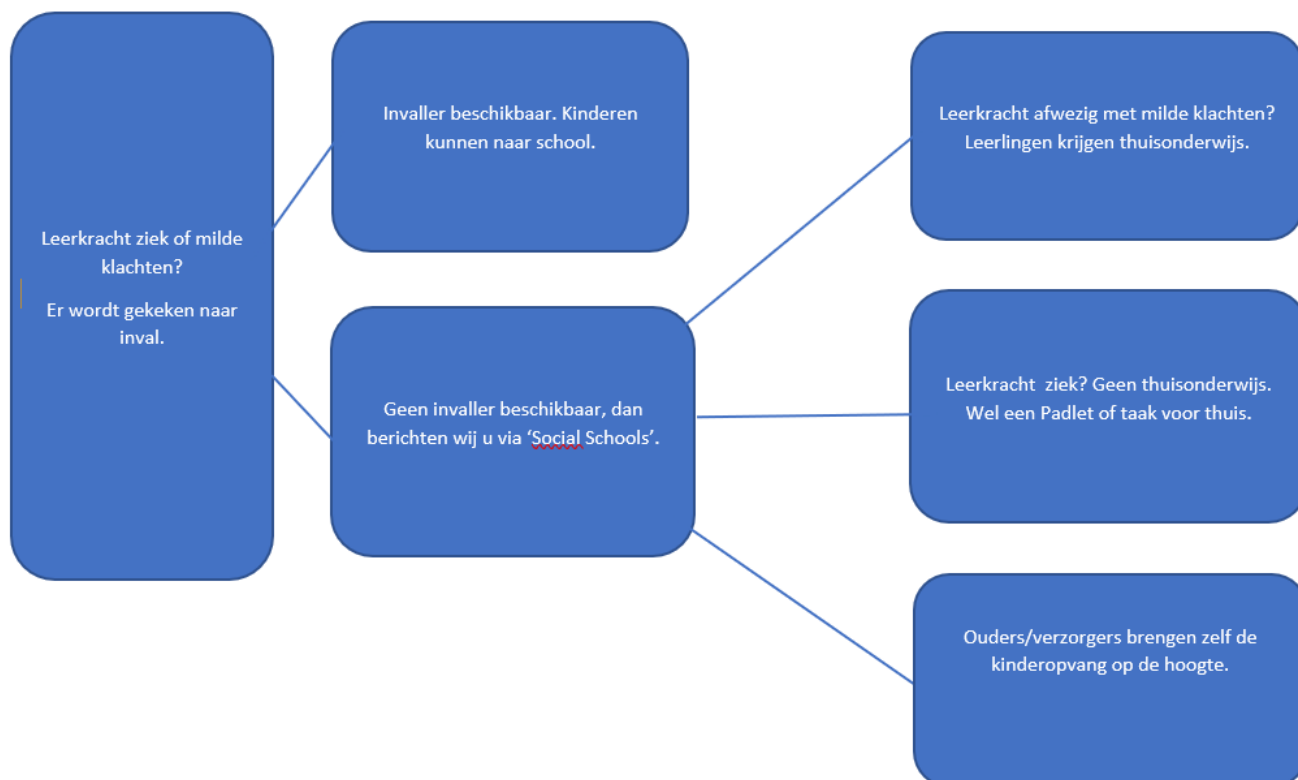 Leerkracht ziek of milde
klachten?
Er wordt gekeken naar
inval.
Invaller beschikbaar. Kinderen
kunnen naar school.
Geen invaller beschikbaar, dan
berichten wij u via ‘Social Schools’.
Leerkracht afwezig met milde klachten?
Leerlingen krijgen thuisonderwijs.
Leerkracht  ziek? Geen thuisonderwijs.
Wel een Padlet of taak voor thuis.
Ouders/verzorgers brengen zelf de
kinderopvang op de hoogte.